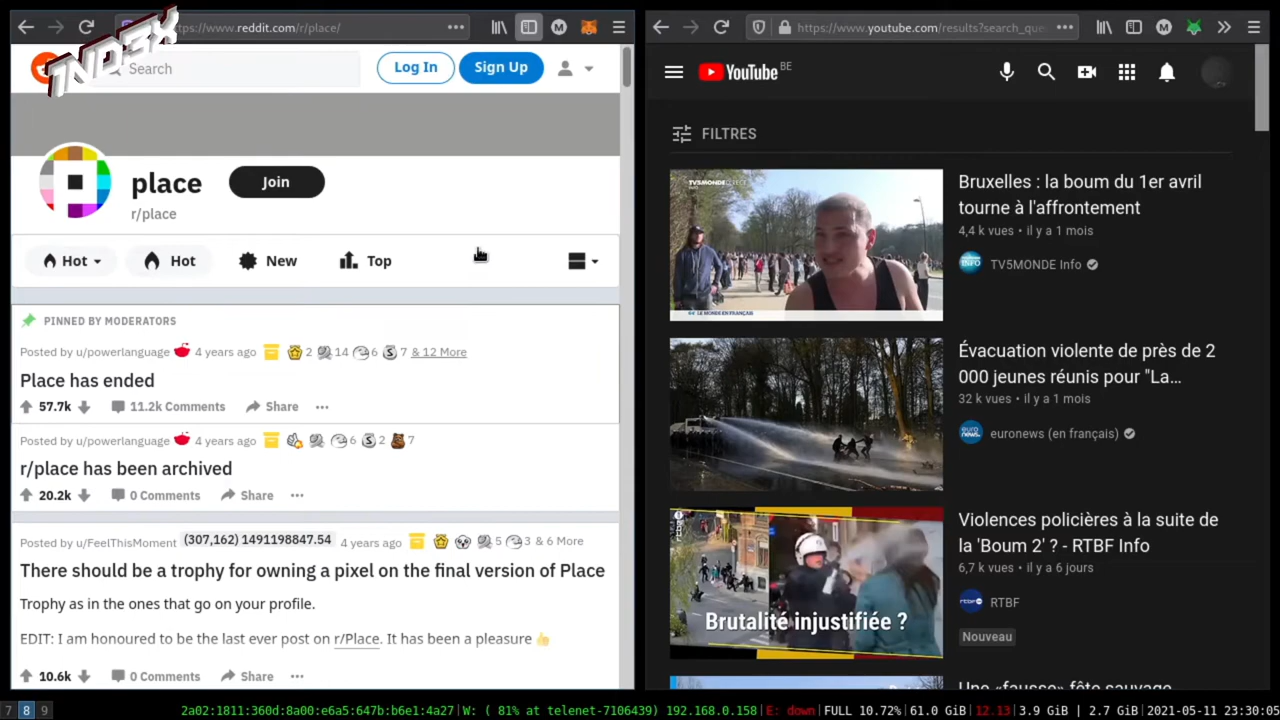 INDEX
https://www.reddit.com/r/place/
Search
Log In
Sign Up
place
Join
r/place
Hot
Hot
New
Top
PINNED BY MODERATORS
Posted by u/powerlanguage 4 years ago 2 14 6 7 & 12 More
Place has ended
57.7k 11.2k Comments Share
Posted by u/powerlanguage 4 years ago 6 2 7
r/place has been archived
20.2k 0 Comments Share
Posted by u/FeelThisMoment (307,162) 1491198847.54 4 years ago 5 3 & 6 More
There should be a trophy for owning a pixel on the final version of Place
Trophy as in the ones that go on your profile.
EDIT: I am honoured to be the last ever post on r/Place. It has been a pleasure 👍
10.6k 0 Comments Share
https://www.youtube.com/results?search_que
YouTube BE
FILTRES
TV5MONDE
LE MONDE EN FRANÇAIS
Bruxelles : la boum du 1er avril
tourne à l'affrontement
4,4 k vues • il y a 1 mois
TV5MONDE Info
Évacuation violente de près de 2
000 jeunes réunis pour "La…
32 k vues • il y a 1 mois
euronews (en français)
Brutalité injustifiée ?
Violences policières à la suite de
la 'Boum 2' ? - RTBF Info
6,7 k vues • il y a 6 jours
RTBF
Nouveau
Une «fausse» fête sauvage
7 8 9
2a02:1811:360d:8a00:e6a5:647b:b6e1:4a27|W: ( 81% at telenet-7106439) 192.168.0.158|E: down|FULL 10.72%|61.0 GiB|12.13|3.9 GiB | 2.7 GiB|2021-05-11 23:30:05